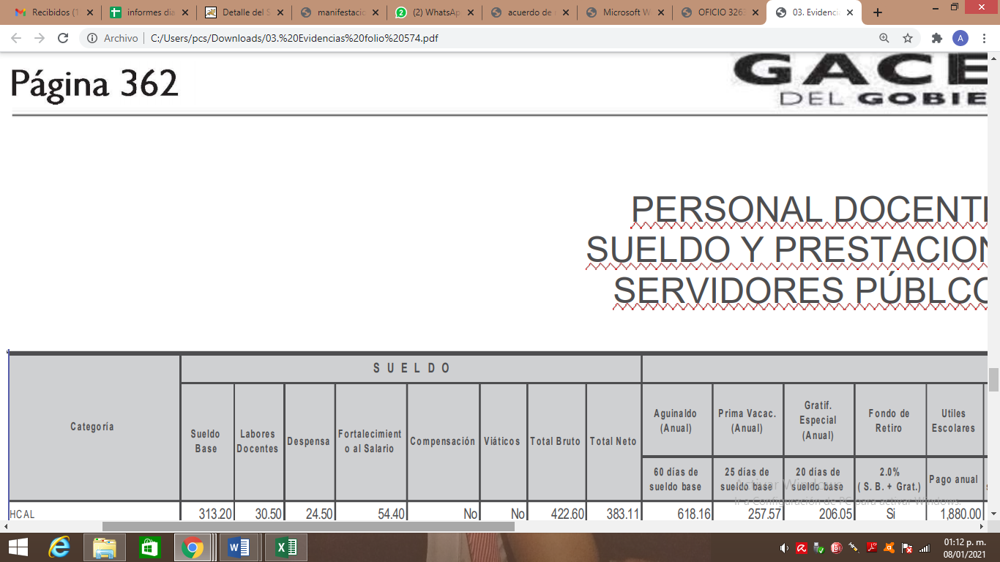 Recibidos (1
informes dia
Detalle del S
manifestacio
(2) WhatsAp
acuerdo de
Microsoft W
OFICIO 3263
03. Evidencia
Archivo
C:/Users/pcs/Downloads/03.%20Evidencias%20folio%20574.pdf
A
Página 362
GACE
DEL GOBIE
PERSONAL DOCENT
SUELDO Y PRESTACION
SERVIDORES PÚBLCO
SUELDO
Categoría
Sueldo Base
Labores Docentes
Despensa
Fortalecimient o al Salario
Compensación
Viáticos
Total Bruto
Total Neto
Aguinaldo (Anual)
Prima Vacac. (Anual)
Gratif. Especial (Anual)
Fondo de Retiro
Utiles Escolares
60 días de sueldo base
25 días de sueldo base
20 días de sueldo base
2.0% ( S. B. + Grat.)
Pago anual
HCAL 313.20 30.50 24.50 54.40 No No 422.60 383.11 618.16 257.57 206.05 Si 1,880.00
Activar Windows
Ir a Configuración de PC para activar Windows.
01:12 p. m.
08/01/2021